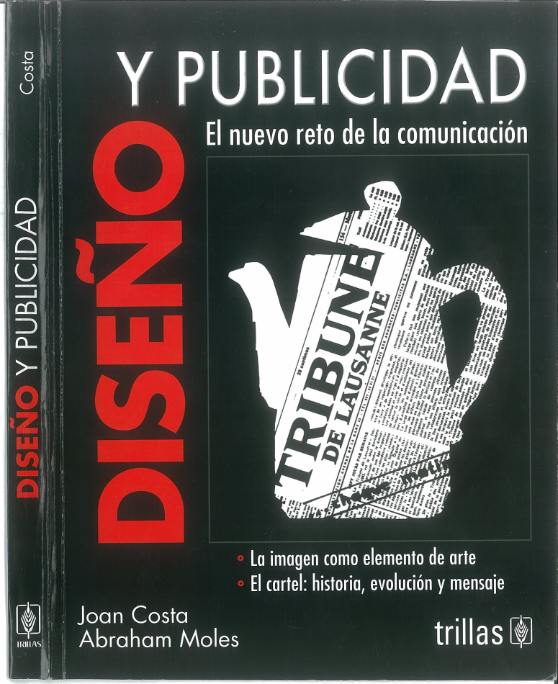 Costa
DISEÑO Y PUBLICIDAD
TRILLAS
DISEÑO
Y PUBLICIDAD
El nuevo reto de la comunicación
TRIBUNE
DE LAUSANNE
La imagen como elemento de arte
El cartel: historia, evolución y mensaje
Joan Costa
Abraham Moles
trillas